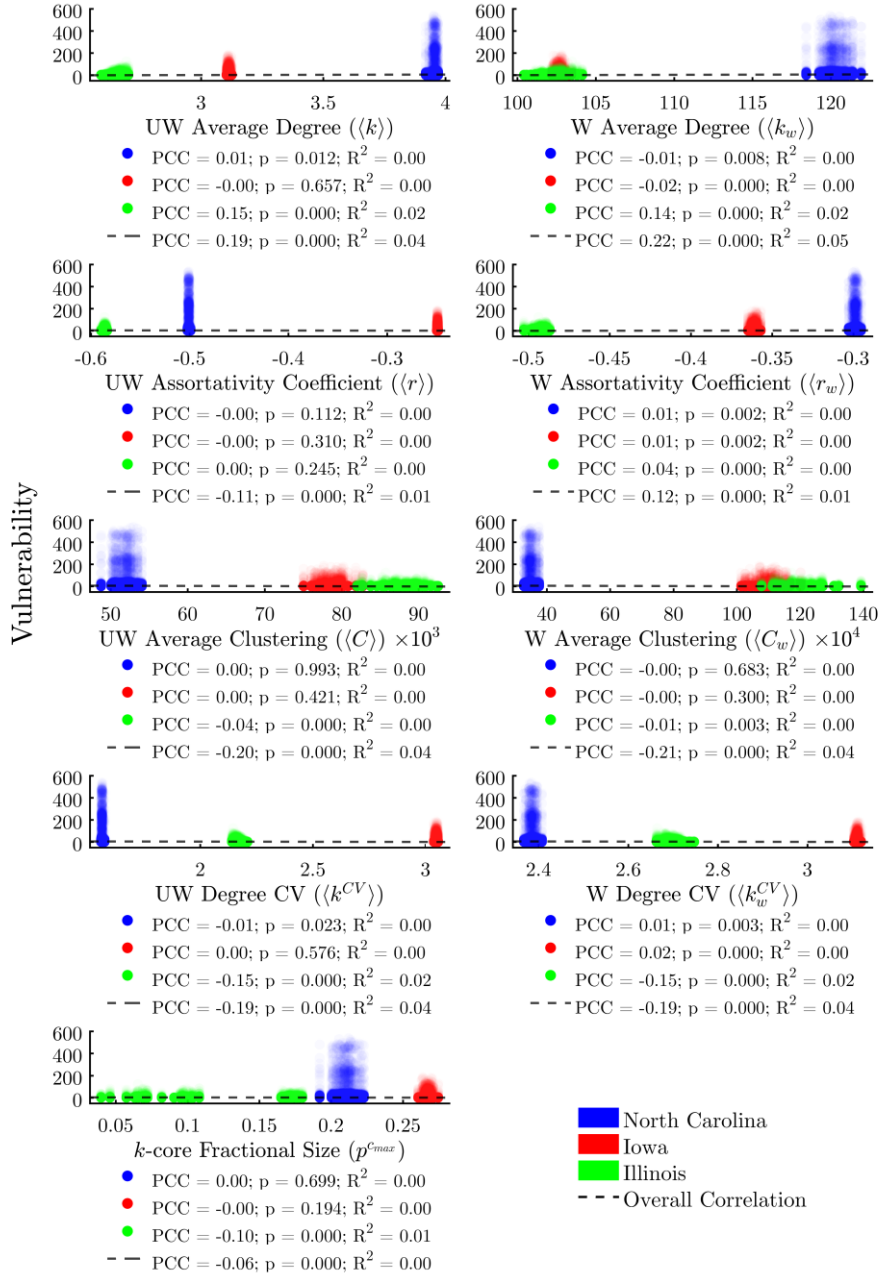 Vulnerability
600
400
200
0
3
3.5
4
UW Average Degree (⟨k⟩)
PCC = 0.01; p = 0.012; R² = 0.00
PCC = -0.00; p = 0.657; R² = 0.00
PCC = 0.15; p = 0.000; R² = 0.02
PCC = 0.19; p = 0.000; R² = 0.04
600
400
200
0
100
105
110
115
120
W Average Degree (⟨k_w⟩)
PCC = -0.01; p = 0.008; R² = 0.00
PCC = -0.02; p = 0.000; R² = 0.00
PCC = 0.14; p = 0.000; R² = 0.02
PCC = 0.22; p = 0.000; R² = 0.05
600
400
200
0
-0.6
-0.5
-0.4
-0.3
UW Assortativity Coefficient (⟨r⟩)
PCC = -0.00; p = 0.112; R² = 0.00
PCC = -0.00; p = 0.310; R² = 0.00
PCC = 0.00; p = 0.245; R² = 0.00
PCC = -0.11; p = 0.000; R² = 0.01
600
400
200
0
-0.5
-0.45
-0.4
-0.35
-0.3
W Assortativity Coefficient (⟨r_w⟩)
PCC = 0.01; p = 0.002; R² = 0.00
PCC = 0.01; p = 0.002; R² = 0.00
PCC = 0.04; p = 0.000; R² = 0.00
PCC = 0.12; p = 0.000; R² = 0.01
600
400
200
0
50
60
70
80
90
UW Average Clustering (⟨C⟩) ×10³
PCC = 0.00; p = 0.993; R² = 0.00
PCC = 0.00; p = 0.421; R² = 0.00
PCC = -0.04; p = 0.000; R² = 0.00
PCC = -0.20; p = 0.000; R² = 0.04
600
400
200
0
40
60
80
100
120
140
W Average Clustering (⟨C_w⟩) ×10⁴
PCC = -0.00; p = 0.683; R² = 0.00
PCC = -0.00; p = 0.300; R² = 0.00
PCC = -0.01; p = 0.003; R² = 0.00
PCC = -0.21; p = 0.000; R² = 0.04
600
400
200
0
2
2.5
3
UW Degree CV (⟨k^CV⟩)
PCC = -0.01; p = 0.023; R² = 0.00
PCC = 0.00; p = 0.576; R² = 0.00
PCC = -0.15; p = 0.000; R² = 0.02
PCC = -0.19; p = 0.000; R² = 0.04
600
400
200
0
2.4
2.6
2.8
3
W Degree CV (⟨k_w^CV⟩)
PCC = 0.01; p = 0.003; R² = 0.00
PCC = 0.02; p = 0.000; R² = 0.00
PCC = -0.15; p = 0.000; R² = 0.02
PCC = -0.19; p = 0.000; R² = 0.04
600
400
200
0
0.05
0.1
0.15
0.2
0.25
k-core Fractional Size (p^c_max)
PCC = 0.00; p = 0.699; R² = 0.00
PCC = -0.00; p = 0.194; R² = 0.00
PCC = -0.10; p = 0.000; R² = 0.01
PCC = -0.06; p = 0.000; R² = 0.00
North Carolina
Iowa
Illinois
Overall Correlation